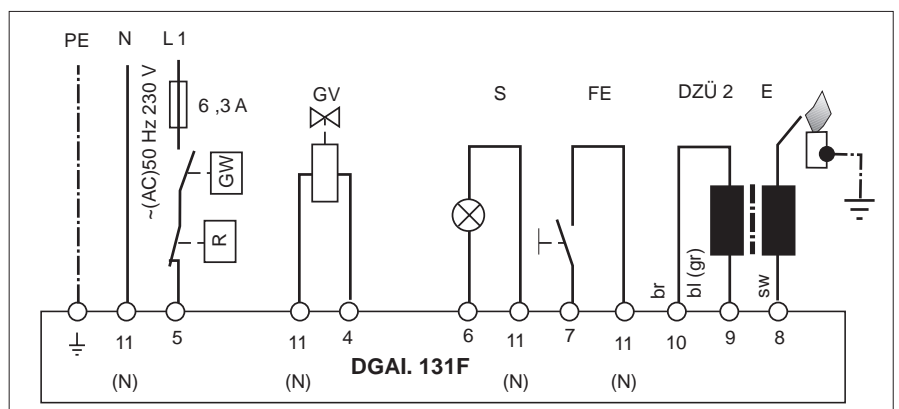 PE N L 1
~(AC)50 Hz 230 V
6 ,3 A
GW
R
GV
S
FE
DZÜ 2 E
br
bl (gr)
sw
11 5 11 4 6 11 7 11 10 9 8
DGAI. 131F
(N) (N) (N) (N)